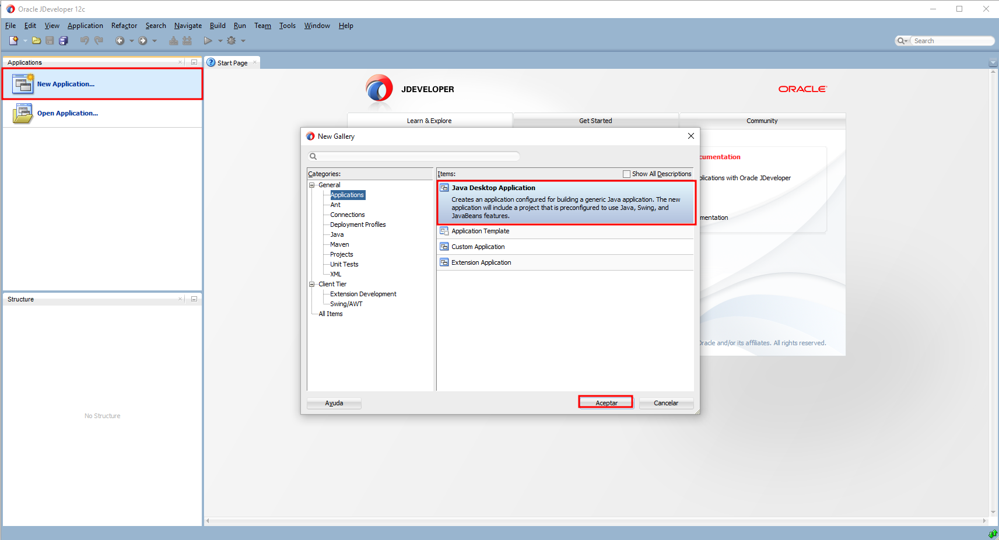 Oracle JDeveloper 12c
File Edit View Application Refactor Search Navigate Build Run Team Tools Window Help
Search
Applications
Start Page
New Application...
Open Application...
JDEVELOPER
ORACLE
Learn & Explore
Get Started
Community
New Gallery
cumentation
plications with Oracle JDeveloper
mentation
Oracle and/or its affiliates. All rights reserved.
Categories:
General
Applications
Ant
Connections
Deployment Profiles
Java
Maven
Projects
Unit Tests
XML
Client Tier
Extension Development
Swing/AWT
All Items
Items:
Show All Descriptions
Java Desktop Application
Creates an application configured for building a generic Java application. The new
application will include a project that is preconfigured to use Java, Swing, and
JavaBeans features.
Application Template
Custom Application
Extension Application
Ayuda
Aceptar
Cancelar
Structure
No Structure